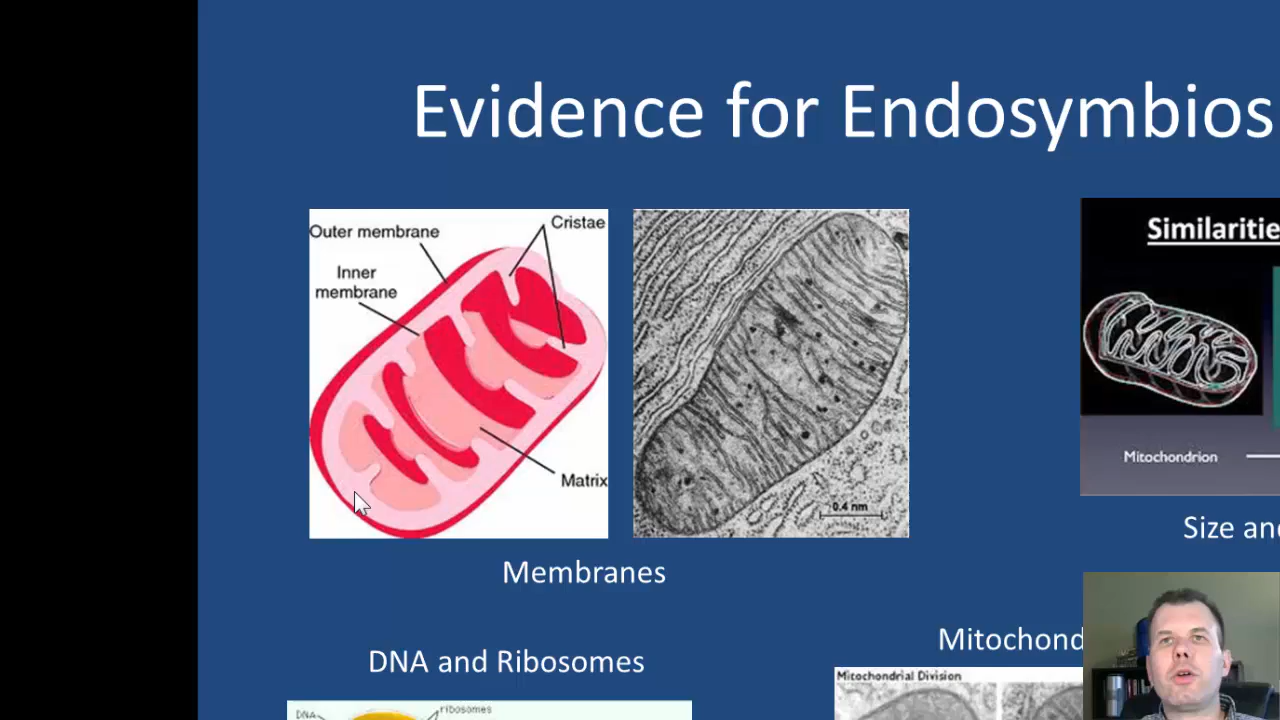 Evidence for Endosymbios
Outer membrane
Cristae
Inner
membrane
Matrix
0.4 nm
Membranes
Similaritie
Mitochondrion
Size an
DNA and Ribosomes
DNA
ribosomes
Mitochond
Mitochondrial Division